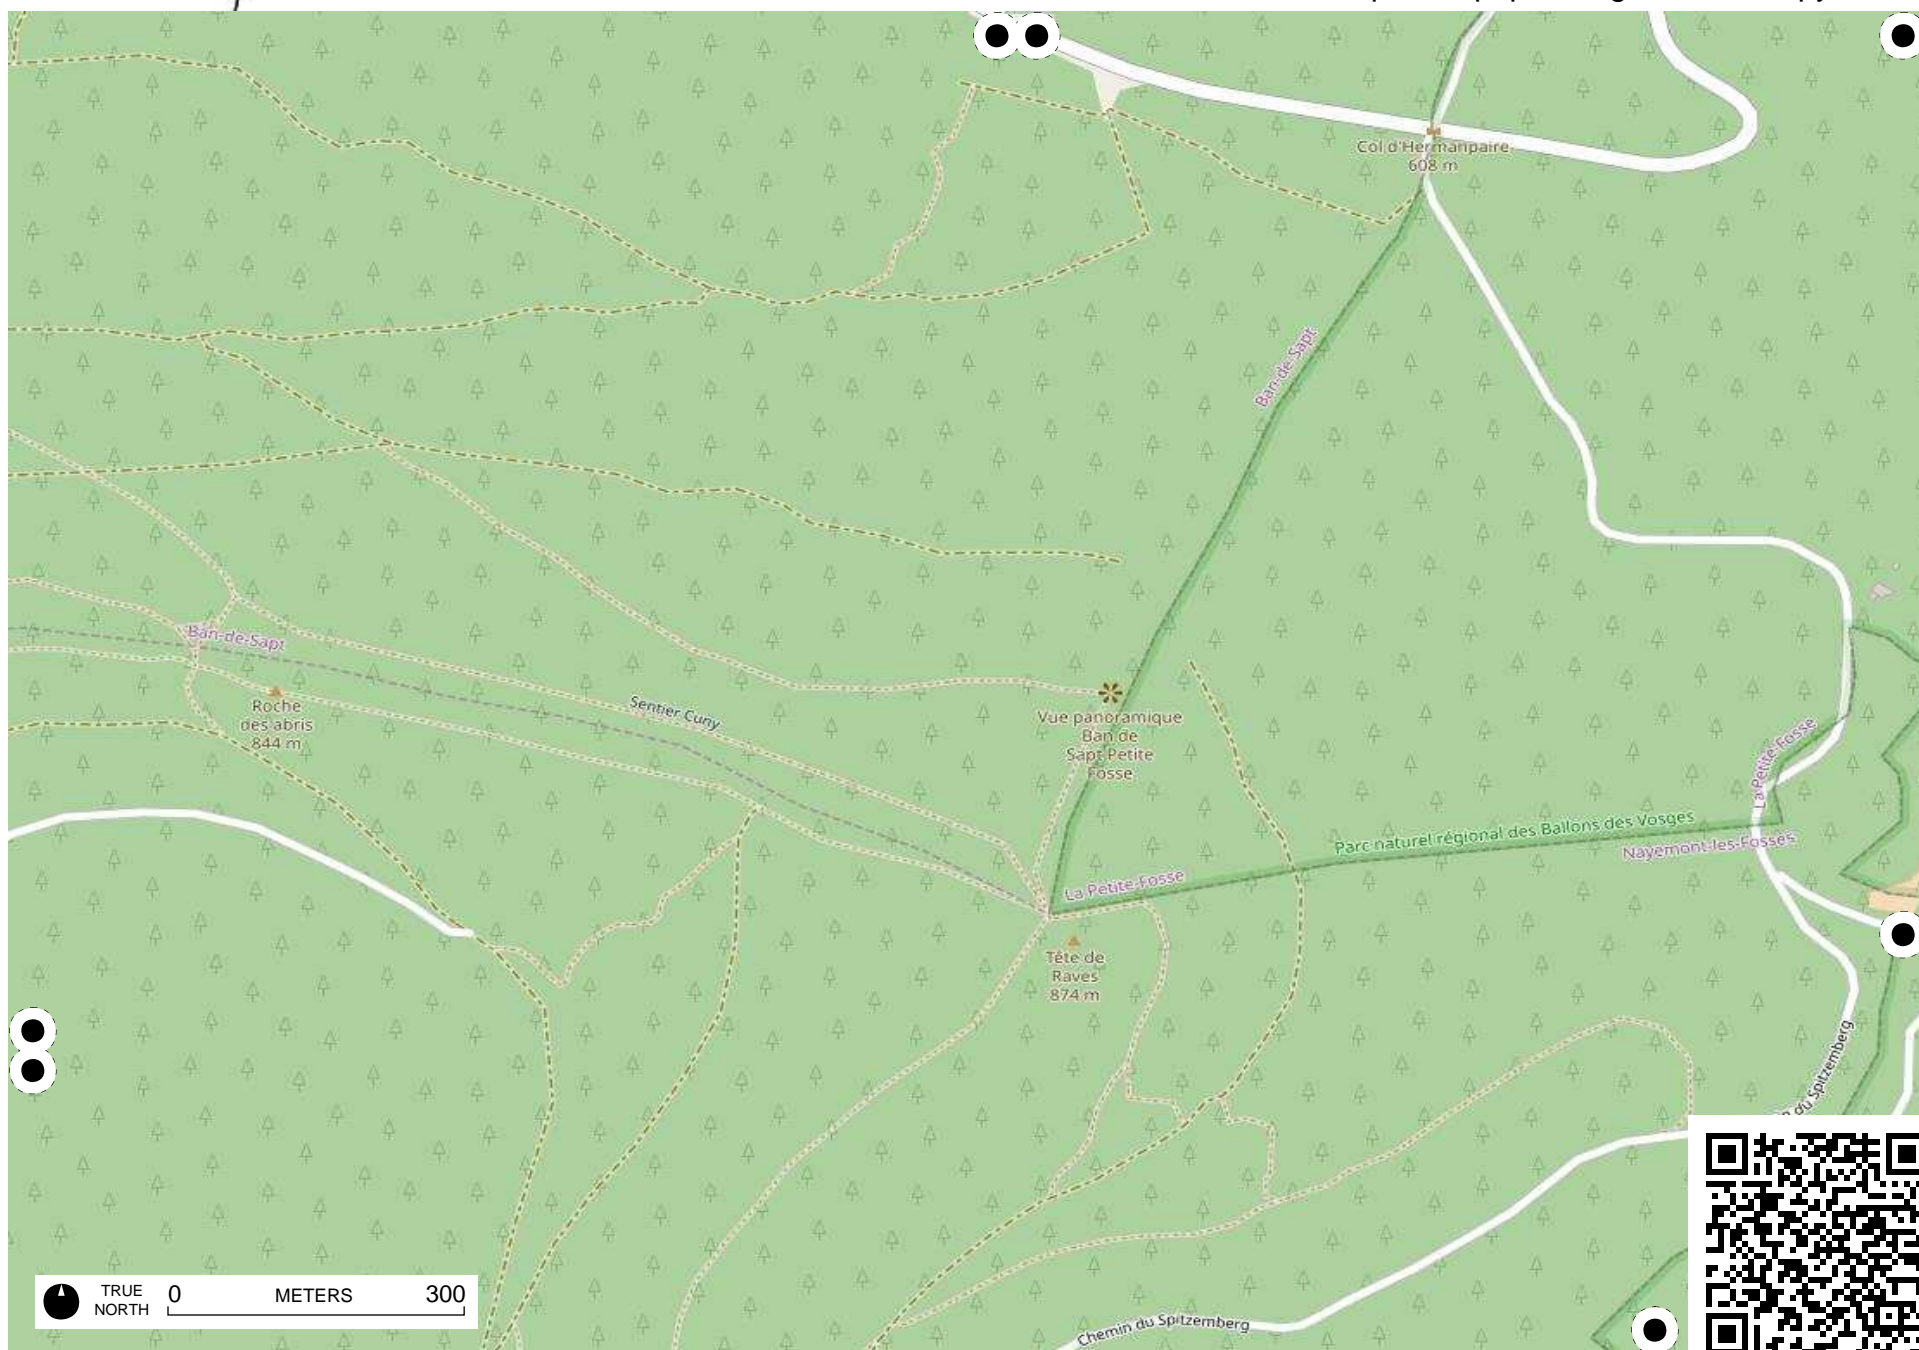 Col d'Hermanpaire
608 m
Ban-de-Sapt
Ban-de-Sapt
Roche
des abris
844 m
Sentier Cuny
Vue panoramique
Ban de
Sapt Petite
Fosse
La Petite-Fosse
Parc naturel régional des Ballons des Vosges
Nayemont-les-Fosses
La Petite-Fosse
Tête de
Raves
874 m
du Spitzemberg
Chemin du Spitzemberg
TRUE
NORTH
0 METERS 300